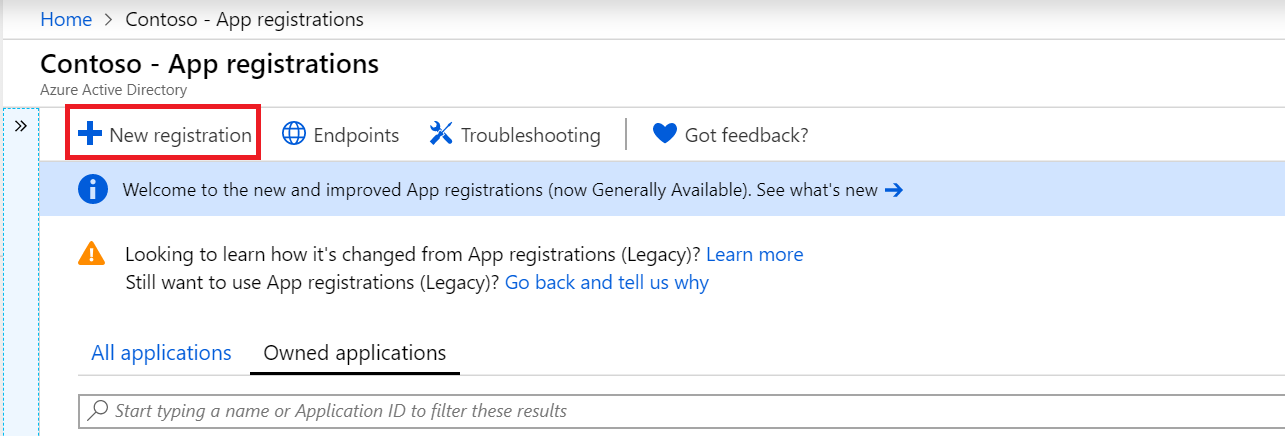 Home > Contoso - App registrations
Contoso - App registrations
Azure Active Directory
» New registration Endpoints Troubleshooting Got feedback?
Welcome to the new and improved App registrations (now Generally Available). See what's new →
Looking to learn how it's changed from App registrations (Legacy)? Learn more
Still want to use App registrations (Legacy)? Go back and tell us why
All applications Owned applications
Start typing a name or Application ID to filter these results